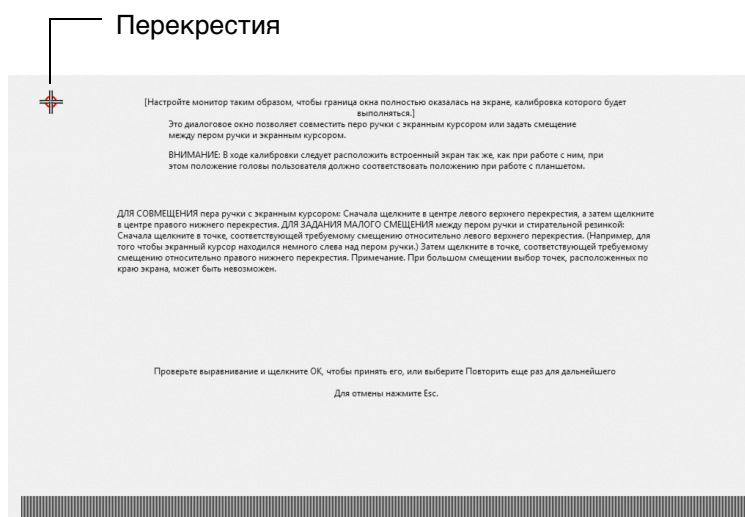 Перекрестия
[Настройте монитор таким образом, чтобы граница окна полностью оказалась на экране, калибровка которого будет
выполняться.]
Это диалоговое окно позволяет совместить перо ручки с экранным курсором или задать смещение
между пером ручки и экранным курсором.
ВНИМАНИЕ: В ходе калибровки следует расположить встроенный экран так же, как при работе с ним, при
этом положение головы пользователя должно соответствовать положению при работе с планшетом.
ДЛЯ СОВМЕЩЕНИЯ пера ручки с экранным курсором: Сначала щелкните в центре левого верхнего перекрестия, а затем щелкните
в центре правого нижнего перекрестия. ДЛЯ ЗАДАНИЯ МАЛОГО СМЕЩЕНИЯ между пером ручки и стирательной резинкой:
Сначала щелкните в точке, соответствующей требуемому смещению относительно левого верхнего перекрестия. (Например, для
того чтобы экранный курсор находился немного слева над пером ручки.) Затем щелкните в точке, соответствующей требуемому
смещению относительно правого нижнего перекрестия. Примечание. При большом смещении выбор точек, расположенных по
краю экрана, может быть невозможен.
Проверьте выравнивание и щелкните ОК, чтобы принять его, или выберите Повторить еще раз для дальнейшего
Для отмены нажмите Esc.